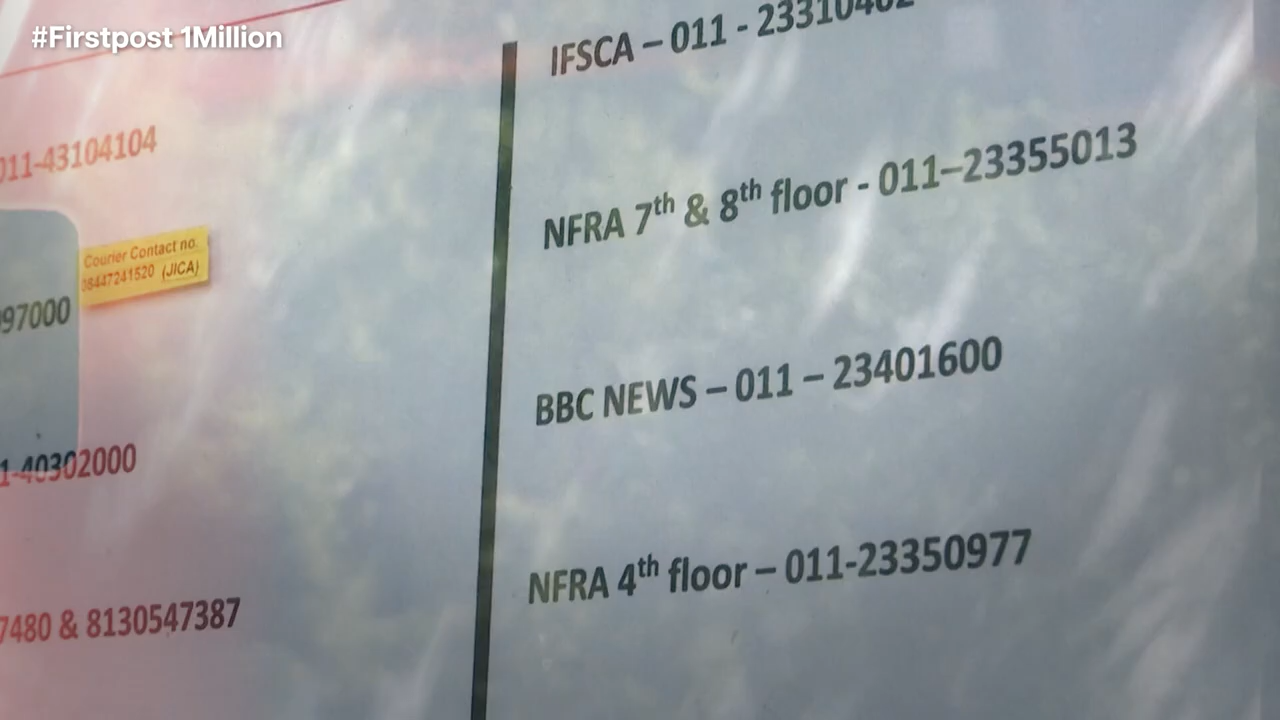 #Firstpost 1Million
011-43104104
Courier Contact no.
(JICA)
97000
1-40302000
7480 & 8130547387
IFSCA – 011 - 23310402
NFRA 7th & 8th floor - 011–23355013
BBC NEWS – 011 – 23401600
NFRA 4th floor – 011-23350977